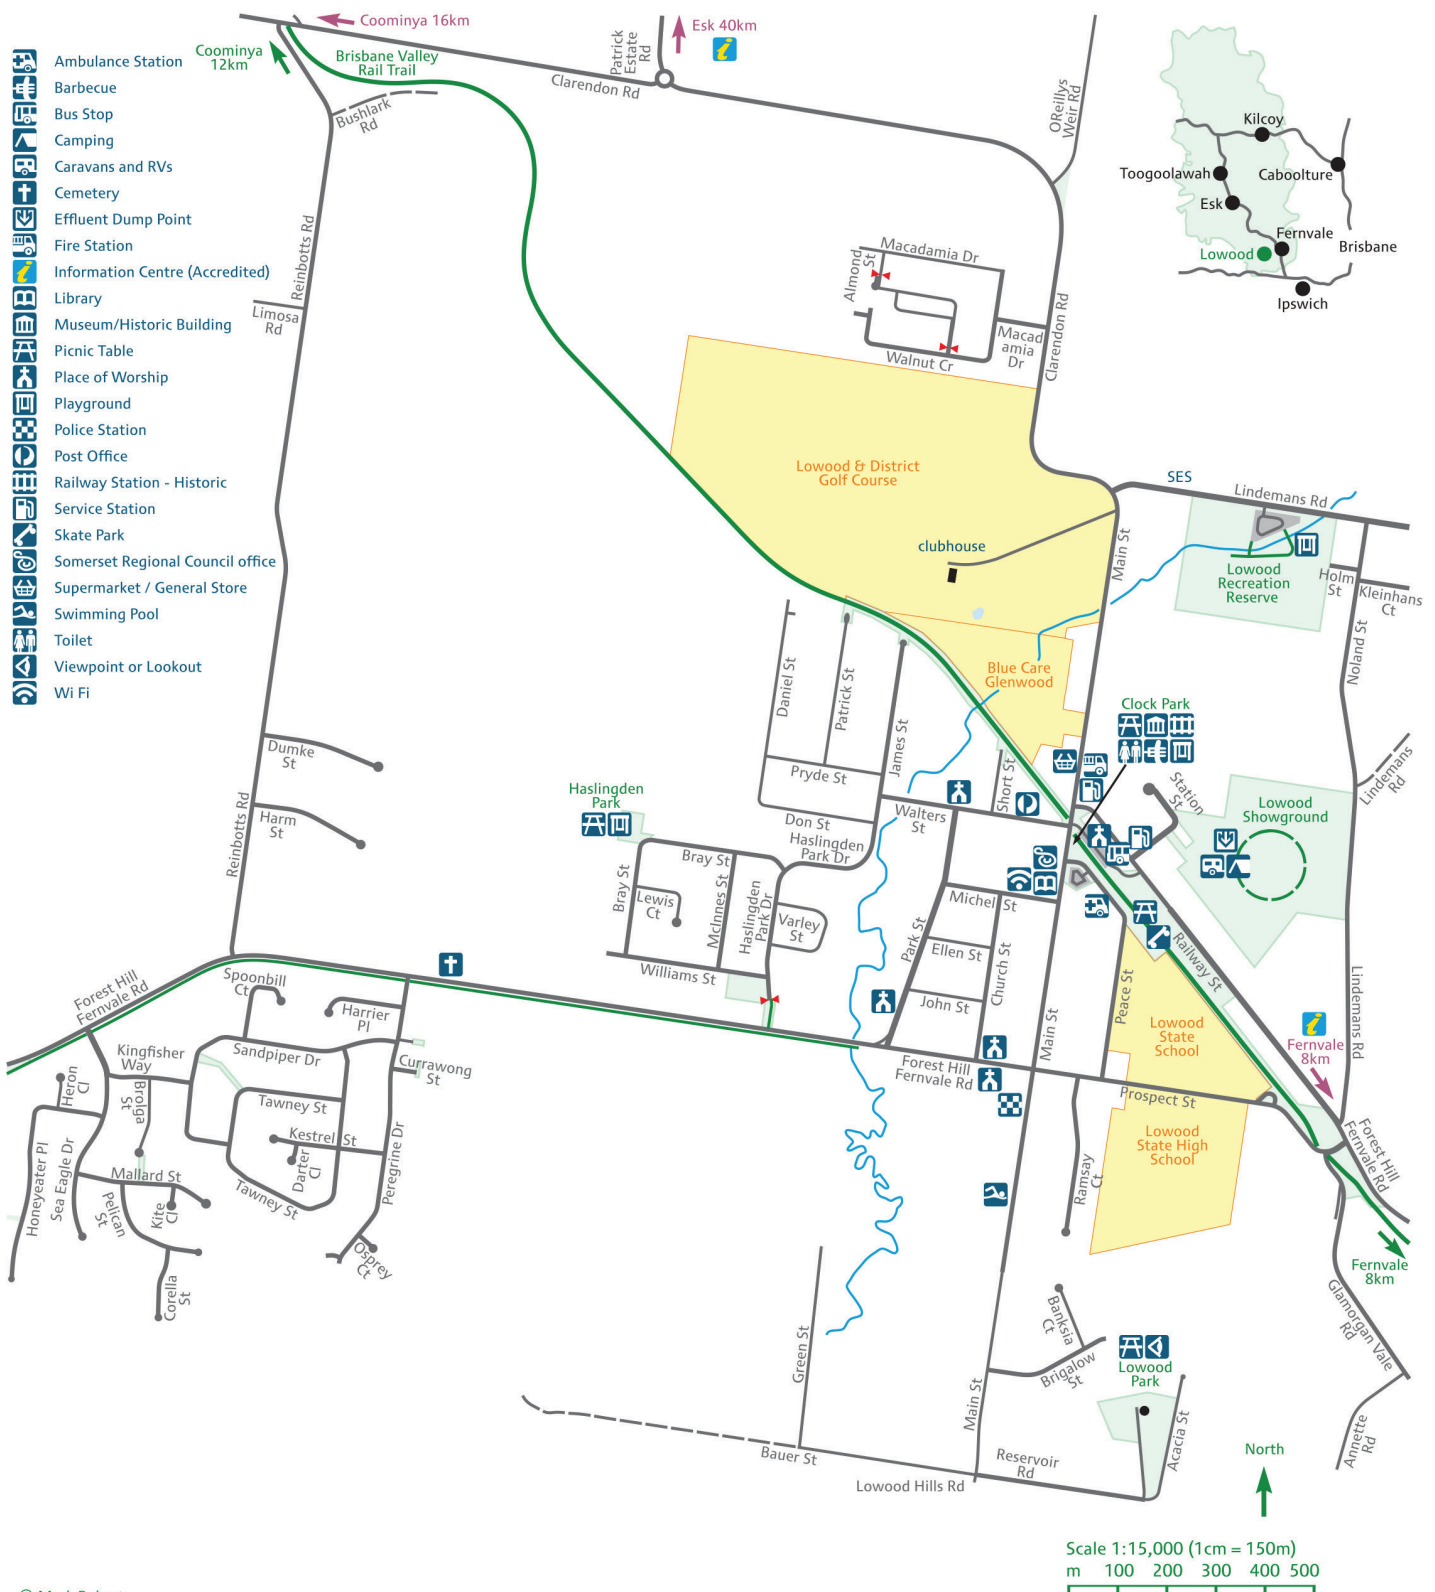 Coominya 16km
Esk 40km
Coominya
12km
Brisbane Valley
Rail Trail
Patrick
Estate
Rd
Clarendon Rd
Bushlark
Rd
OReillys
Weir Rd
Ambulance Station
Barbecue
Bus Stop
Camping
Caravans and RVs
Cemetery
Effluent Dump Point
Fire Station
Information Centre (Accredited)
Library
Museum/Historic Building
Picnic Table
Place of Worship
Playground
Police Station
Post Office
Railway Station - Historic
Service Station
Skate Park
Somerset Regional Council office
Supermarket / General Store
Swimming Pool
Toilet
Viewpoint or Lookout
Wi Fi
Kilcoy
Toogoolawah
Caboolture
Esk
Fernvale
Brisbane
Lowood
Ipswich
Reinbotts Rd
Limosa
Rd
Almond
St
Macadamia Dr
Macad
amia
Dr
Walnut Cr
Clarendon Rd
Lowood & District
Golf Course
clubhouse
SES
Lindemans Rd
Main St
Lowood
Recreation
Reserve
Holm
St
Kleinhans
Ct
Noland St
Blue Care
Glenwood
Daniel St
Patrick St
James St
Clock Park
Dumke
St
Harm
St
Reinbotts Rd
Pryde St
Don St
Short St
Walters
St
Station
St
Lindemans
Rd
Lowood
Showground
Haslingden
Park
Haslingden
Park Dr
Bray St
Bray St
Lewis
Ct
McInnes St
Haslingden
Park Dr
Varley
St
Williams St
Michel St
Park St
Ellen St
Church St
John St
Railway St
Peace St
Main St
Lindemans Rd
Forest Hill
Fernvale Rd
Spoonbill
Ct
Harrier
Pl
Kingfisher
Way
Sandpiper Dr
Currawong
St
Heron
Cl
Brolga
St
Tawney St
Kestrel St
Darter
Cl
Peregrine Dr
Honeyeater Pl
Sea Eagle Dr
Mallard St
Pelican
St
Kite
Cl
Tawney St
Osprey
Ct
Corella
St
Forest Hill
Fernvale Rd
Lowood
State
School
Prospect St
Lowood
State High
School
Ramsay
Ct
Fernvale
8km
Forest Hill
Fernvale Rd
Fernvale
8km
Glamorgan Vale
Rd
Annette
Rd
Banksia
Ct
Brigalow
St
Lowood
Park
Green St
Main St
Acacia St
Bauer St
Lowood Hills Rd
Reservoir
Rd
North
Scale 1:15,000 (1cm = 150m)
m 100 200 300 400 500